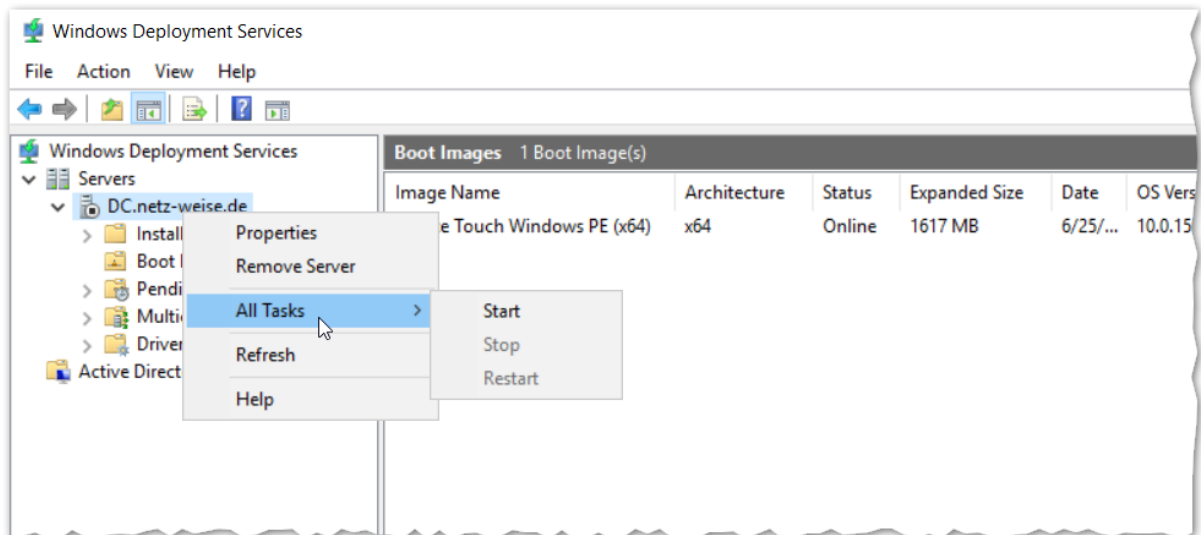 Windows Deployment Services
File Action View Help
Windows Deployment Services
Servers
DC.netz-weise.de
Install
Boot
Pendi
Multi
Driver
Active Direct
Properties
Remove Server
All Tasks
Refresh
Help
Start
Stop
Restart
Boot Images 1 Boot Image(s)
Image Name Architecture Status Expanded Size Date OS Vers
e Touch Windows PE (x64) x64 Online 1617 MB 6/25/... 10.0.15